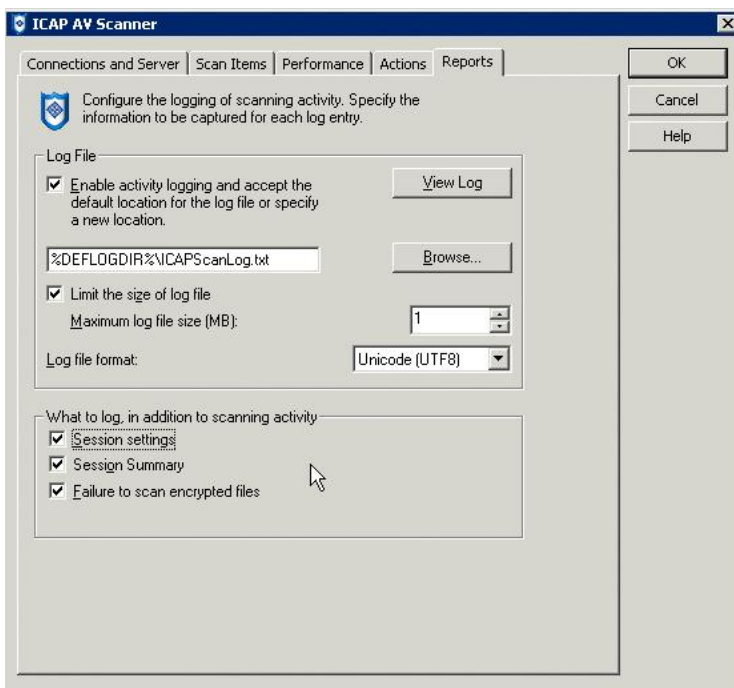 ICAP AV Scanner
Connections and Server Scan Items Performance Actions Reports
OK
Cancel
Help
Configure the logging of scanning activity. Specify the
information to be captured for each log entry.
Log File
Enable activity logging and accept the
default location for the log file or specify
a new location.
View Log
%DEFLOGDIR%\ICAPScanLog.txt
Browse...
Limit the size of log file
Maximum log file size (MB):
1
Log file format:
Unicode (UTF8)
What to log, in addition to scanning activity
Session settings
Session Summary
Failure to scan encrypted files